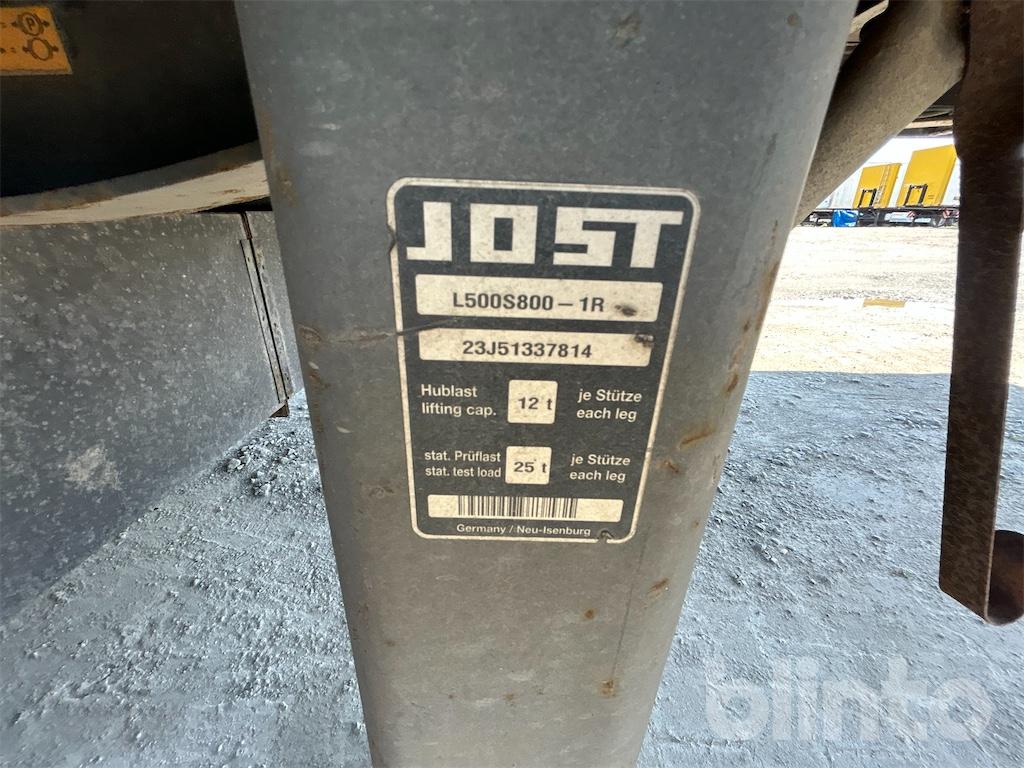 JOST
L500S800-1R
23J51337814
Hublast
lifting cap.
12 t
je Stütze
each leg
stat. Prüflast
stat. test load
25 t
je Stütze
each leg
Germany / Neu-Isenburg
P
blinto